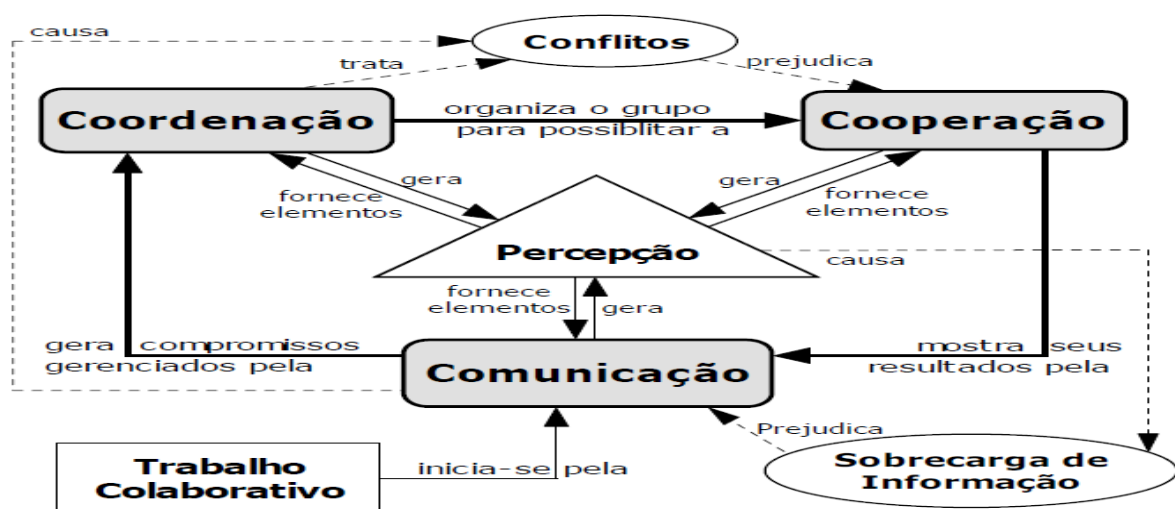 causa
Conflitos
trata
prejudica
Coordenação
organiza o grupo
para possiblitar a
Cooperação
gera
fornece
elementos
gera
fornece
elementos
Percepção
causa
fornece
elementos
gera
gera compromissos
gerenciados pela
Comunicação
mostra seus
resultados pela
Prejudica
Trabalho
Colaborativo
inicia-se pela
Sobrecarga de
Informação